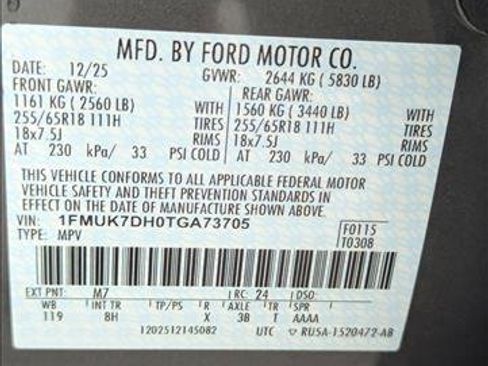 MFD. BY FORD MOTOR CO.
DATE: 12/25 GVWR: 2644 KG (5830 LB)
FRONT GAWR: REAR GAWR:
1161 KG (2560 LB) WITH 1560 KG (3440 LB) WITH
255/65R18 111H TIRES 255/65R18 111H TIRES
18x7.5J RIMS 18x7.5J RIMS
AT 230 kPa/ 33 PSI COLD AT 230 kPa/ 33 PSI COLD
THIS VEHICLE CONFORMS TO ALL APPLICABLE FEDERAL MOTOR
VEHICLE SAFETY AND THEFT PREVENTION STANDARDS IN
EFFECT ON THE DATE OF MANUFACTURE SHOWN ABOVE.
VIN: 1FMUK7DH0TGA73705 F0115
TYPE: MPV T0308
EXT PNT: M7 RC: 24 DSO:
WB INT TR TP/PS R AXLE TR SPR
119 8H X 3B T AAAA
1202512145082 UTC RU5A-1520472-AB